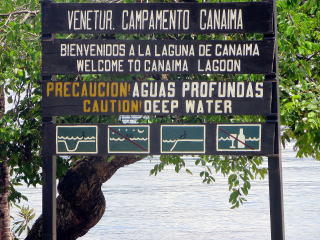 VENETUR. CAMPAMENTO CANAIMA
BIENVENIDOS A LA LAGUNA DE CANAIMA
WELCOME TO CANAIMA LAGOON
PRECAUCION! AGUAS PROFUNDAS
CAUTION! DEEP WATER